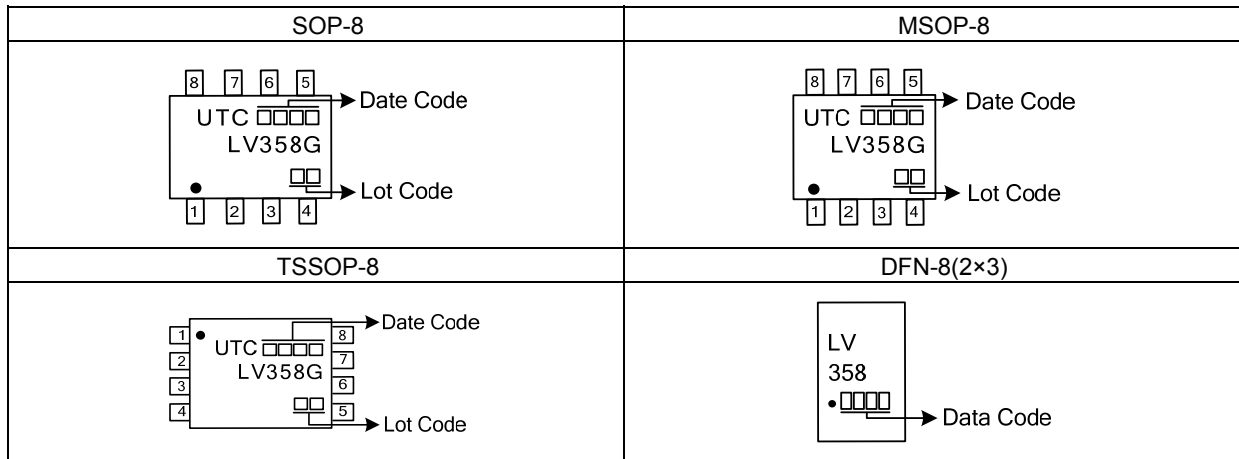 SOP-8
8 7 6 5
UTC □□□□ Date Code
LV358G
□□ Lot Code
1 2 3 4
MSOP-8
8 7 6 5
UTC □□□□ Date Code
LV358G
□□ Lot Code
1 2 3 4
TSSOP-8
1 8
UTC □□□□ Date Code
2 7
LV358G
3 6
4 5
□□ Lot Code
DFN-8(2×3)
LV
358
□□□□ Data Code